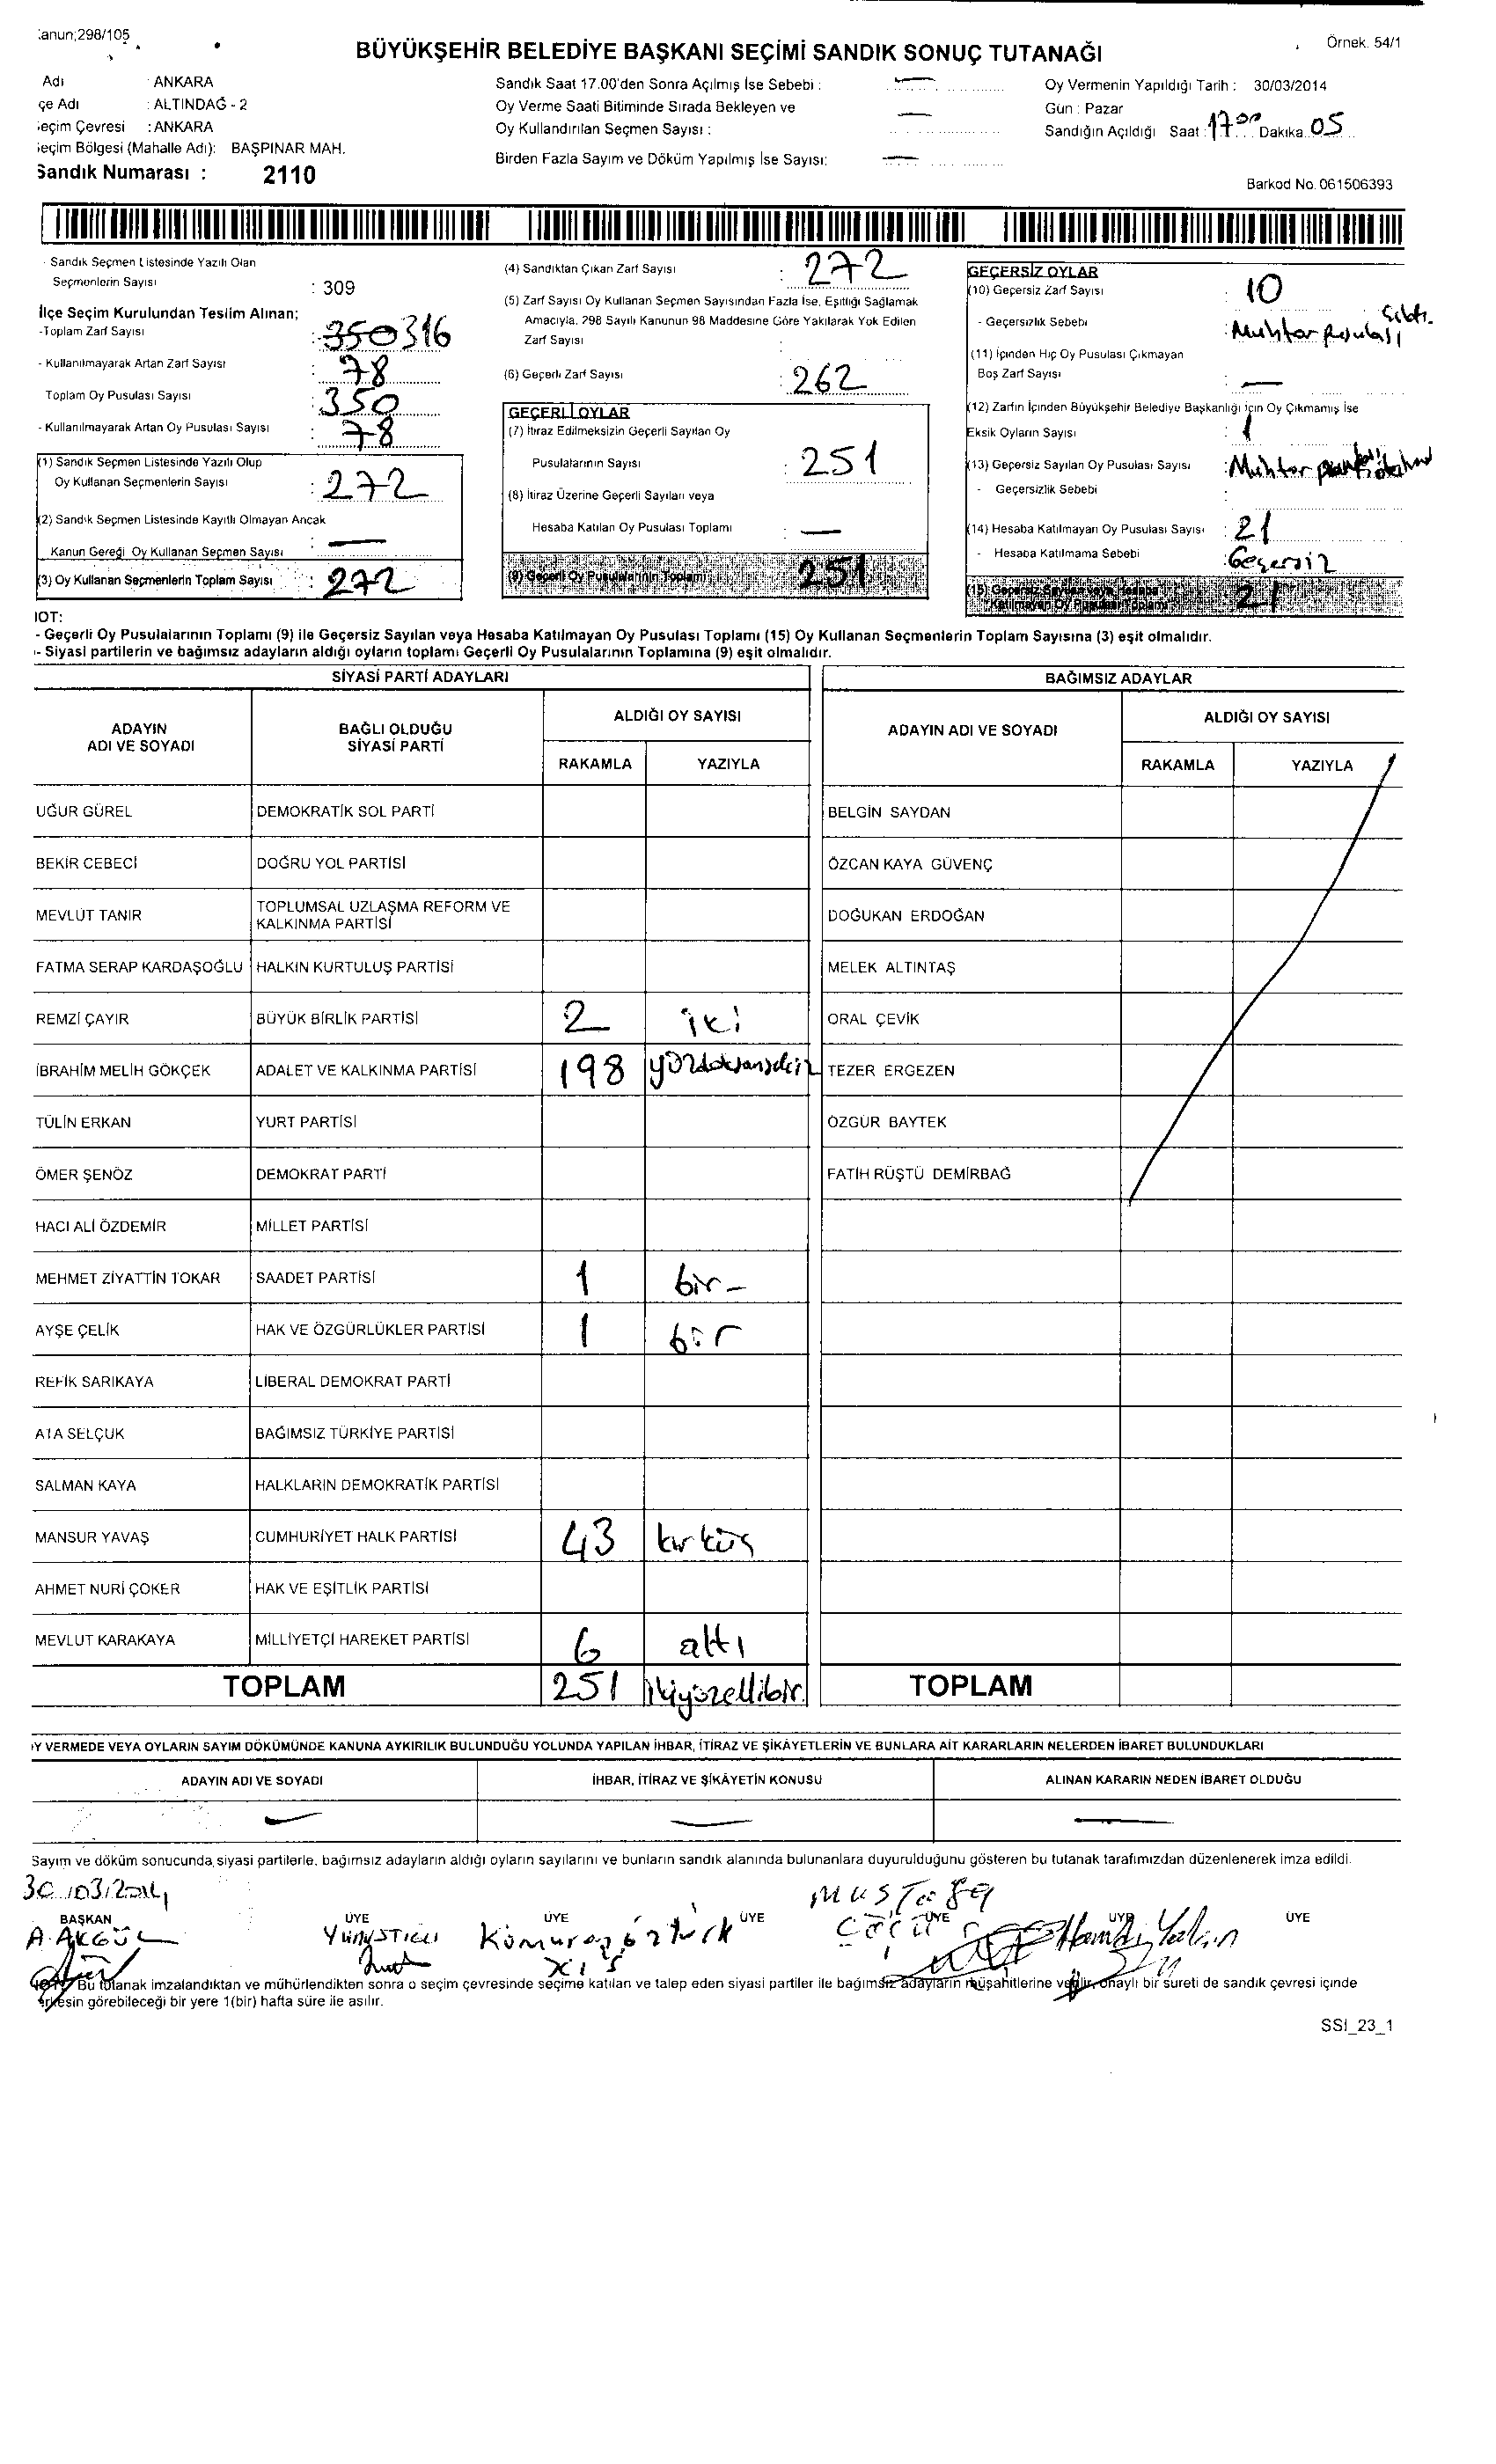 :anun;298/105
Örnek. 54/1
BÜYÜKŞEHİR BELEDİYE BAŞKANI SEÇİMİ SANDIK SONUÇ TUTANAĞI
Adı : ANKARA
çe Adı : ALTINDAĞ - 2
eçim Çevresi : ANKARA
eçim Bölgesi (Mahalle Adı): BAŞPINAR MAH.
Sandık Numarası : 2110
Sandık Saat 17.00'den Sonra Açılmış İse Sebebi : —
Oy Verme Saati Bitiminde Sırada Bekleyen ve
Oy Kullandırılan Seçmen Sayısı : —
Birden Fazla Sayım ve Döküm Yapılmış İse Sayısı: —
Oy Vermenin Yapıldığı Tarih : 30/03/2014
Gün : Pazar
Sandığın Açıldığı Saat : 17 00 Dakika 05
Barkod No. 061506393
- Sandık Seçmen Listesinde Yazılı Olan
Seçmenlerin Sayısı : 309
İlçe Seçim Kurulundan Teslim Alınan;
-Toplam Zarf Sayısı : 350 316
- Kullanılmayarak Artan Zarf Sayısı : 78
Toplam Oy Pusulası Sayısı : 350
- Kullanılmayarak Artan Oy Pusulası Sayısı : 78
(1) Sandık Seçmen Listesinde Yazılı Olup
Oy Kullanan Seçmenlerin Sayısı : 272
(2) Sandık Seçmen Listesinde Kayıtlı Olmayan Ancak
Kanun Gereği Oy Kullanan Seçmen Sayısı : —
(3) Oy Kullanan Seçmenlerin Toplam Sayısı : 272
(4) Sandıktan Çıkan Zarf Sayısı : 272
(5) Zarf Sayısı Oy Kullanan Seçmen Sayısından Fazla İse, Eşitliği Sağlamak
Amacıyla, 298 Sayılı Kanunun 98 Maddesine Göre Yakılarak Yok Edilen
Zarf Sayısı :
(6) Geçerli Zarf Sayısı : 262
GEÇERLİ OYLAR
(7) İtiraz Edilmeksizin Geçerli Sayılan Oy
Pusulalarının Sayısı : 251
(8) İtiraz Üzerine Geçerli Sayılan veya
Hesaba Katılan Oy Pusulası Toplamı : —
(9) Geçerli Oy Pusulalarının Toplamı : 251
GEÇERSİZ OYLAR
(10) Geçersiz Zarf Sayısı : 10
- Geçersizlik Sebebi : Muhtar Pusulası Çıktı.
(11) İçinden Hiç Oy Pusulası Çıkmayan
Boş Zarf Sayısı : —
(12) Zarfın İçinden Büyükşehir Belediye Başkanlığı İçin Oy Çıkmamış İse
Eksik Oyların Sayısı : 1
(13) Geçersiz Sayılan Oy Pusulası Sayısı : Muhtar
- Geçersizlik Sebebi :
(14) Hesaba Katılmayan Oy Pusulası Sayısı : 21
- Hesaba Katılmama Sebebi Geçersiz
(15) Geçersiz Sayılan veya Hesaba
Katılmayan Oy Pusulası Toplamı 21
NOT:
- Geçerli Oy Pusulalarının Toplamı (9) ile Geçersiz Sayılan veya Hesaba Katılmayan Oy Pusulası Toplamı (15) Oy Kullanan Seçmenlerin Toplam Sayısına (3) eşit olmalıdır.
- Siyasi partilerin ve bağımsız adayların aldığı oyların toplamı Geçerli Oy Pusulalarının Toplamına (9) eşit olmalıdır.
SİYASİ PARTİ ADAYLARI
ADAYIN ADI VE SOYADI BAĞLI OLDUĞU SİYASİ PARTİ ALDIĞI OY SAYISI
RAKAMLA YAZIYLA
UĞUR GÜREL DEMOKRATİK SOL PARTİ
BEKİR CEBECİ DOĞRU YOL PARTİSİ
MEVLÜT TANIR TOPLUMSAL UZLAŞMA REFORM VE KALKINMA PARTİSİ
FATMA SERAP KARDAŞOĞLU HALKIN KURTULUŞ PARTİSİ
REMZİ ÇAYIR BÜYÜK BİRLİK PARTİSİ 2 iki
İBRAHİM MELİH GÖKÇEK ADALET VE KALKINMA PARTİSİ 198 yüzdoksansekiz
TÜLİN ERKAN YURT PARTİSİ
ÖMER ŞENÖZ DEMOKRAT PARTİ
HACI ALİ ÖZDEMİR MİLLET PARTİSİ
MEHMET ZİYATTİN TOKAR SAADET PARTİSİ 1 bir -
AYŞE ÇELİK HAK VE ÖZGÜRLÜKLER PARTİSİ 1 bir
REFİK SARIKAYA LİBERAL DEMOKRAT PARTİ
ATA SELÇUK BAĞIMSIZ TÜRKİYE PARTİSİ
SALMAN KAYA HALKLARIN DEMOKRATİK PARTİSİ
MANSUR YAVAŞ CUMHURİYET HALK PARTİSİ 43 kırküç
AHMET NURİ ÇOKER HAK VE EŞİTLİK PARTİSİ
MEVLUT KARAKAYA MİLLİYETÇİ HAREKET PARTİSİ 6 altı
TOPLAM 251 ikiyüzellibir.
BAĞIMSIZ ADAYLAR
ADAYIN ADI VE SOYADI ALDIĞI OY SAYISI
RAKAMLA YAZIYLA
BELGİN SAYDAN
ÖZCAN KAYA GÜVENÇ
DOĞUKAN ERDOĞAN
MELEK ALTINTAŞ
ORAL ÇEVİK
TEZER ERGEZEN
ÖZGÜR BAYTEK
FATİH RÜŞTÜ DEMİRBAĞ
TOPLAM
Y VERMEDE VEYA OYLARIN SAYIM DÖKÜMÜNDE KANUNA AYKIRILIK BULUNDUĞU YOLUNDA YAPILAN İHBAR, İTİRAZ VE ŞİKÂYETLERİN VE BUNLARA AİT KARARLARIN NELERDEN İBARET BULUNDUKLARI
ADAYIN ADI VE SOYADI İHBAR, İTİRAZ VE ŞİKÂYETİN KONUSU ALINAN KARARIN NEDEN İBARET OLDUĞU
Sayım ve döküm sonucunda siyasi partilerle, bağımsız adayların aldığı oyların sayılarını ve bunların sandık alanında bulunanlara duyurulduğunu gösteren bu tutanak tarafımızdan düzenlenerek imza edildi.
30/03/2014
BAŞKAN ÜYE ÜYE ÜYE ÜYE ÜYE ÜYE
A. AKGÜL
Mustafa
Hamdi Yalçın
Bu tutanak imzalandıktan ve mühürlendikten sonra o seçim çevresinde seçime katılan ve talep eden siyasi partiler ile bağımsız adayların müşahitlerine verilir, onaylı bir sureti de sandık çevresi içinde
erkesin görebileceği bir yere 1(bir) hafta süre ile asılır.
SSI_23_1